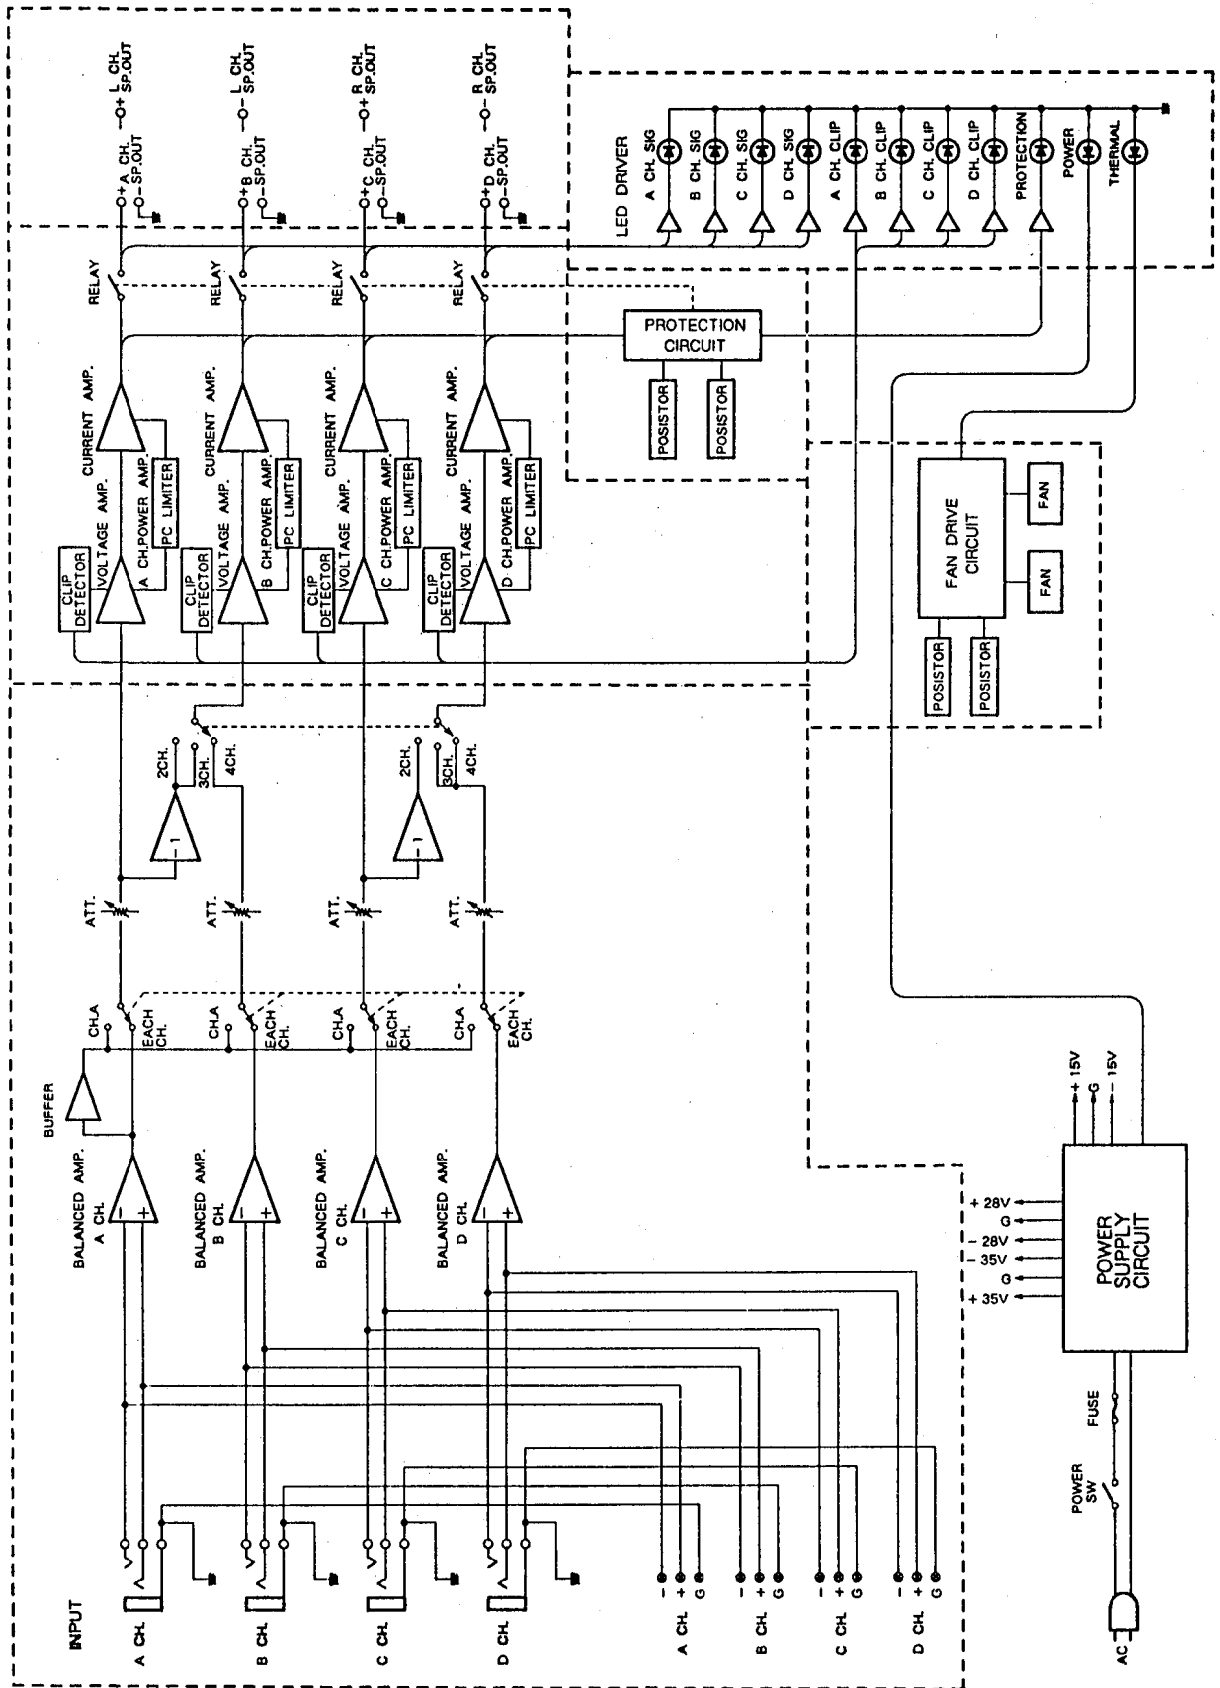 INPUT
A CH.
B CH.
C CH.
D CH.
-
+
G
A CH.
-
+
G
B CH.
-
+
G
C CH.
-
+
G
D CH.
BALANCED AMP.
A CH.
-
+
BALANCED AMP.
B CH.
-
+
BALANCED AMP.
C CH.
-
+
BALANCED AMP.
D CH.
-
+
BUFFER
CH.A
EACH
CH.
CH.A
EACH
CH.
CH.A
EACH
CH.
CH.A
EACH
CH.
ATT.
ATT.
ATT.
ATT.
-1
2CH.
3CH.
4CH.
-1
2CH.
3CH.
4CH.
CLIP
DETECTOR
VOLTAGE AMP.
A CH.POWER AMP.
PC LIMITER
CURRENT AMP.
CLIP
DETECTOR
VOLTAGE AMP.
B CH.POWER AMP.
PC LIMITER
CURRENT AMP.
CLIP
DETECTOR
VOLTAGE AMP.
C CH.POWER AMP.
PC LIMITER
CURRENT AMP.
CLIP
DETECTOR
VOLTAGE AMP.
D CH.POWER AMP.
PC LIMITER
CURRENT AMP.
RELAY
RELAY
RELAY
RELAY
+ A CH.
- SP.OUT
+ L CH.
- SP.OUT
+ B CH.
- SP.OUT
- L CH.
SP.OUT
+ C CH.
- SP.OUT
+ R CH.
- SP.OUT
+ D CH.
- SP.OUT
- R CH.
SP.OUT
PROTECTION
CIRCUIT
POSISTOR
POSISTOR
LED DRIVER
A CH. SIG
B CH. SIG
C CH. SIG
D CH. SIG
A CH. CLIP
B CH. CLIP
C CH. CLIP
D CH. CLIP
PROTECTION
POWER
THERMAL
FAN DRIVE
CIRCUIT
POSISTOR
POSISTOR
FAN
FAN
AC
POWER
SW
FUSE
POWER
SUPPLY
CIRCUIT
+ 28V
G
- 28V
- 35V
G
+ 35V
+ 15V
G
- 15V